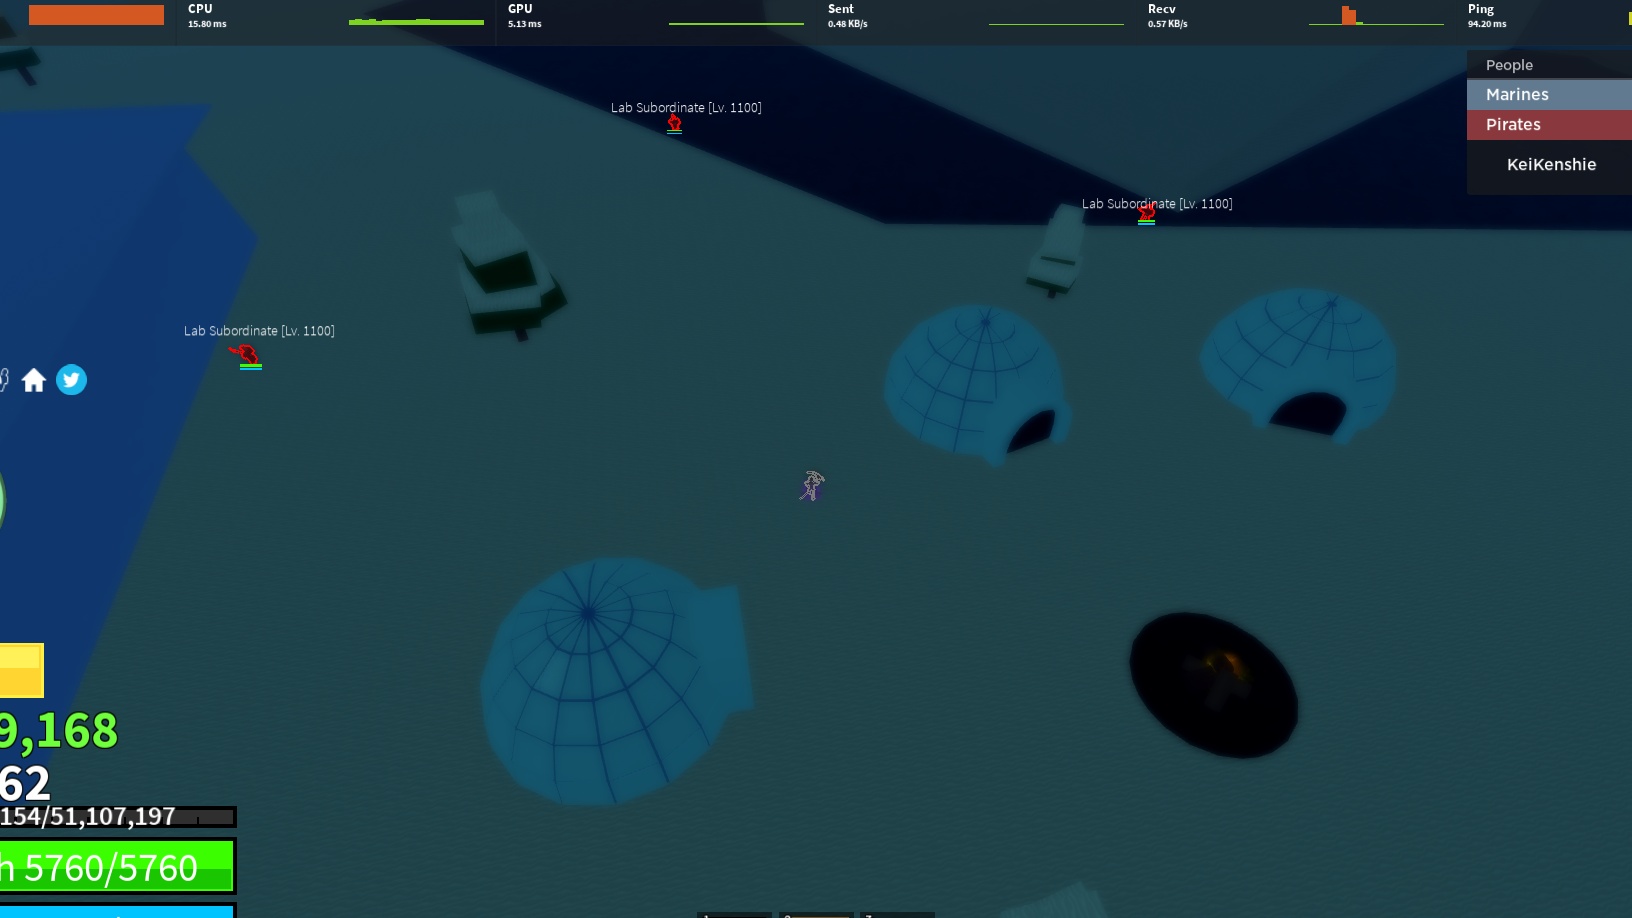 CPU
15.80 ms
GPU
5.13 ms
Sent
0.48 KB/s
Recv
0.57 KB/s
Ping
94.20 ms
People
Marines
Pirates
KeiKenshie
Lab Subordinate [Lv. 1100]
Lab Subordinate [Lv. 1100]
Lab Subordinate [Lv. 1100]
9,168
62
154/51,107,197
h 5760/5760